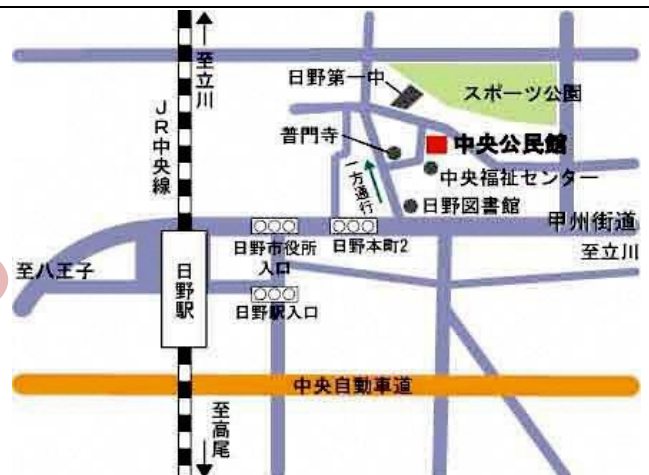 至立川
JR中央線
日野第一中
スポーツ公園
普門寺
中央公民館
一方通行
中央福祉センター
日野図書館
甲州街道
至立川
日野市役所
入口
日野本町2
至八王子
日野駅
日野駅入口
中央自動車道
至高尾